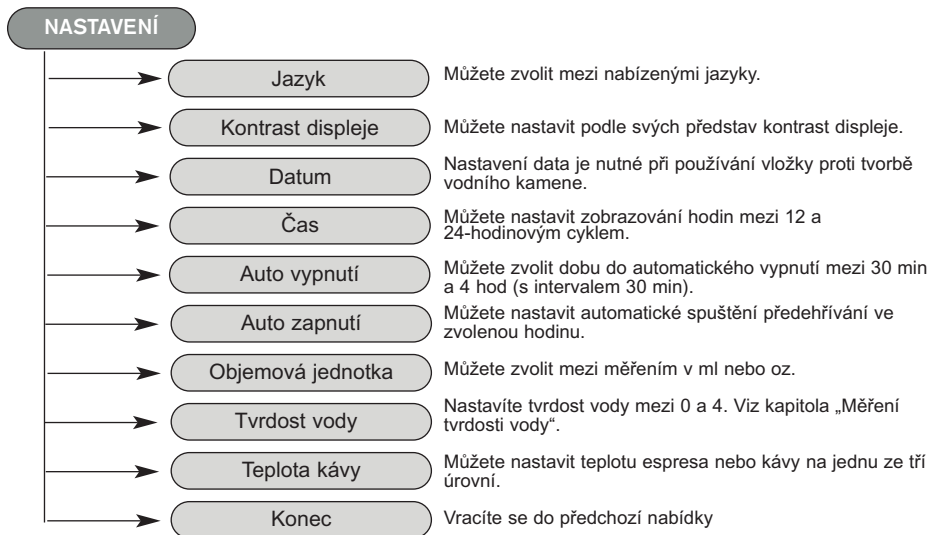 NASTAVENÍ
Jazyk
Můžete zvolit mezi nabízenými jazyky.
Kontrast displeje
Můžete nastavit podle svých představ kontrast displeje.
Datum
Nastavení data je nutné při používání vložky proti tvorbě
vodního kamene.
Čas
Můžete nastavit zobrazování hodin mezi 12 a
24-hodinovým cyklem.
Auto vypnutí
Můžete zvolit dobu do automatického vypnutí mezi 30 min
a 4 hod (s intervalem 30 min).
Auto zapnutí
Můžete nastavit automatické spuštění předehřívání ve
zvolenou hodinu.
Objemová jednotka
Můžete zvolit mezi měřením v ml nebo oz.
Tvrdost vody
Nastavíte tvrdost vody mezi 0 a 4. Viz kapitola „Měření
tvrdosti vody“.
Teplota kávy
Můžete nastavit teplotu espresa nebo kávy na jednu ze tří
úrovní.
Konec
Vracíte se do předchozí nabídky